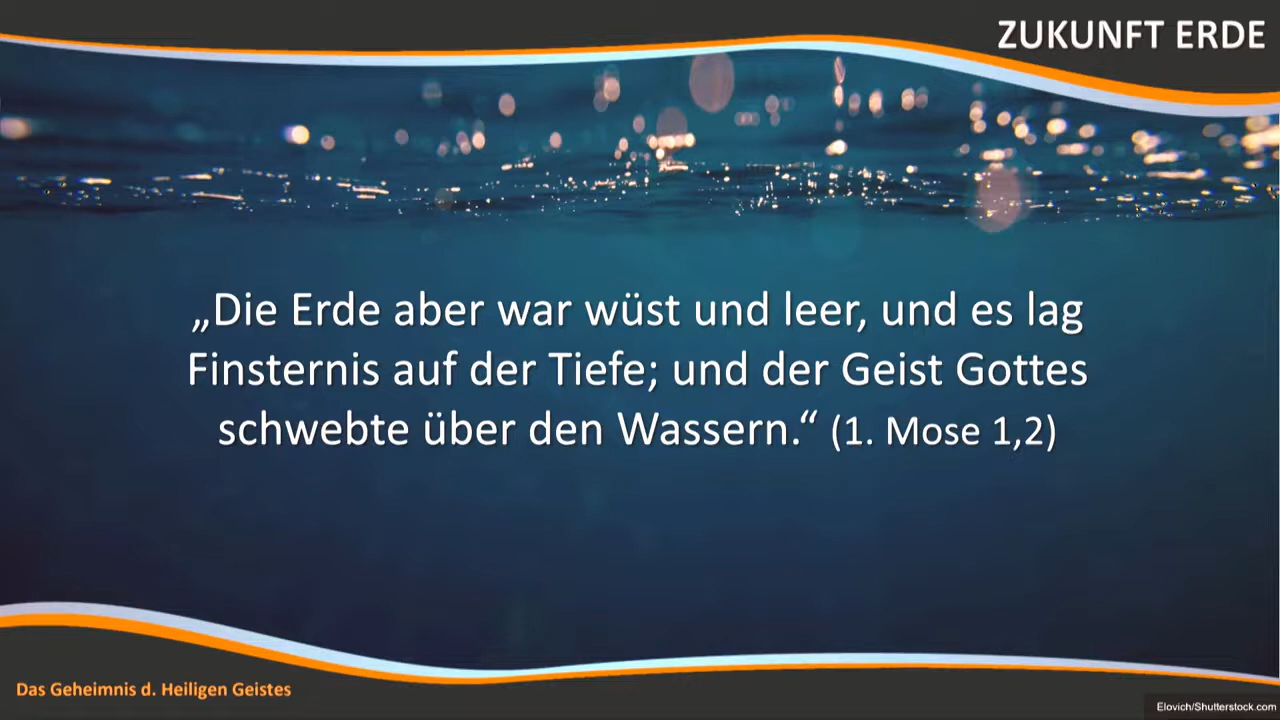 ZUKUNFT ERDE
„Die Erde aber war wüst und leer, und es lag
Finsternis auf der Tiefe; und der Geist Gottes
schwebte über den Wassern.“ (1. Mose 1,2)
Das Geheimnis d. Heiligen Geistes
Elovich/Shutterstock.com